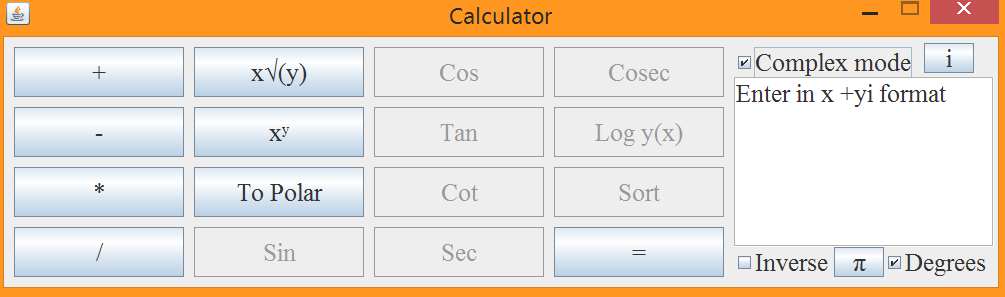 Calculator
+ x√(y) Cos Cosec
- xʸ Tan Log y(x)
* To Polar Cot Sort
/ Sin Sec =
Complex mode i
Enter in x +yi format
Inverse π Degrees